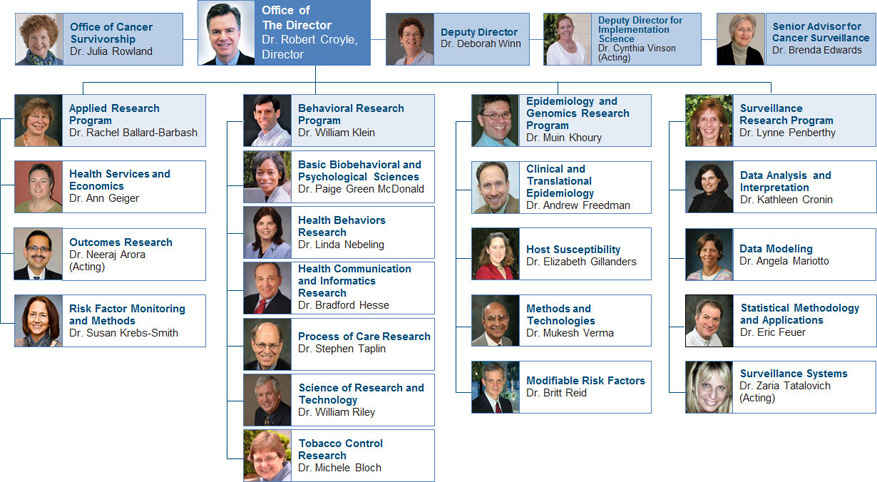 Office of Cancer
Survivorship
Dr. Julia Rowland
Office of
The Director
Dr. Robert Croyle,
Director
Deputy Director
Dr. Deborah Winn
Deputy Director for
Implementation
Science
Dr. Cynthia Vinson
(Acting)
Senior Advisor for
Cancer Surveillance
Dr. Brenda Edwards
Applied Research
Program
Dr. Rachel Ballard-Barbash
Health Services and
Economics
Dr. Ann Geiger
Outcomes Research
Dr. Neeraj Arora
(Acting)
Risk Factor Monitoring
and Methods
Dr. Susan Krebs-Smith
Behavioral Research
Program
Dr. William Klein
Basic Biobehavioral and
Psychological Sciences
Dr. Paige Green McDonald
Health Behaviors
Research
Dr. Linda Nebeling
Health Communication
and Informatics
Research
Dr. Bradford Hesse
Process of Care Research
Dr. Stephen Taplin
Science of Research and
Technology
Dr. William Riley
Tobacco Control
Research
Dr. Michele Bloch
Epidemiology and
Genomics Research
Program
Dr. Muin Khoury
Clinical and
Translational
Epidemiology
Dr. Andrew Freedman
Host Susceptibility
Dr. Elizabeth Gillanders
Methods and
Technologies
Dr. Mukesh Verma
Modifiable Risk Factors
Dr. Britt Reid
Surveillance
Research Program
Dr. Lynne Penberthy
Data Analysis and
Interpretation
Dr. Kathleen Cronin
Data Modeling
Dr. Angela Mariotto
Statistical Methodology
and Applications
Dr. Eric Feuer
Surveillance Systems
Dr. Zaria Tatalovich
(Acting)